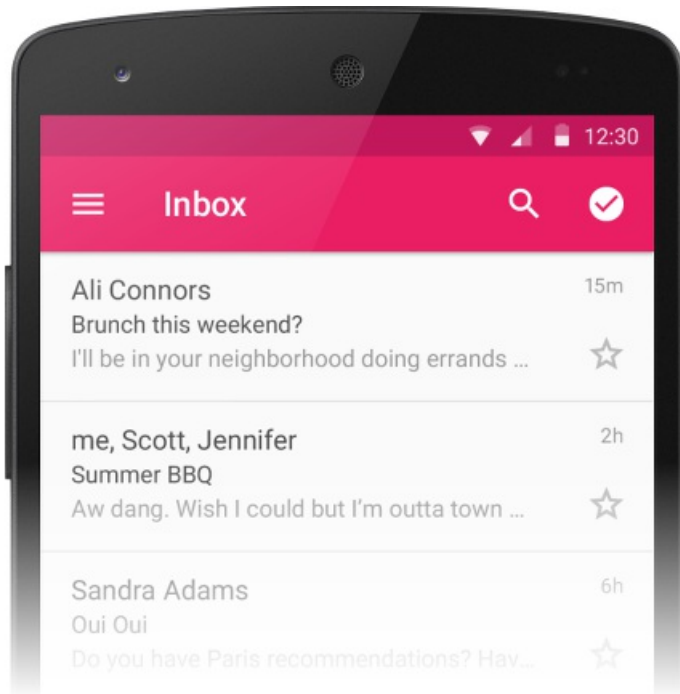 12:30
Inbox
Ali Connors 15m
Brunch this weekend?
I'll be in your neighborhood doing errands ...
me, Scott, Jennifer 2h
Summer BBQ
Aw dang. Wish I could but I’m outta town ...
Sandra Adams 6h
Oui Oui
Do you have Paris recommendations? Hav...